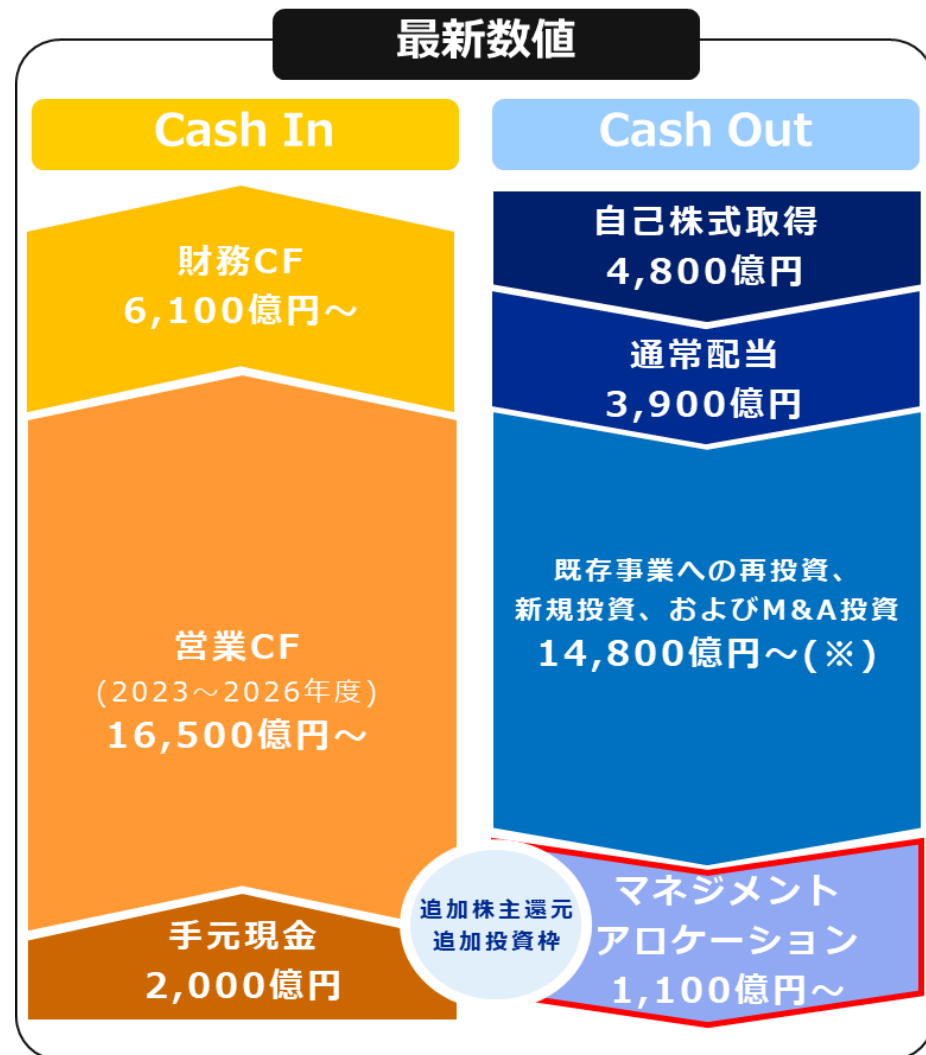 最新数値
Cash In
財務CF
6,100億円～
営業CF
(2023～2026年度)
16,500億円～
手元現金
2,000億円
Cash Out
自己株式取得
4,800億円
通常配当
3,900億円
既存事業への再投資、
新規投資、およびM&A投資
14,800億円～(※)
マネジメント
アロケーション
1,100億円～
追加株主還元
追加投資枠